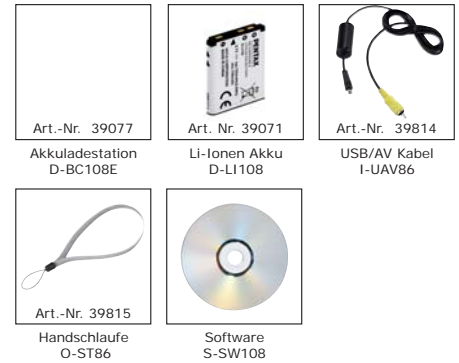 PENTAX
Art.-Nr. 39077
Art. Nr. 39071
Art.-Nr. 39814
Akkuladestation
D-BC108E
Li-Ionen Akku
D-LI108
USB/AV Kabel
I-UAV86
Art.-Nr. 39815
Handschlaufe
O-ST86
Software
S-SW108